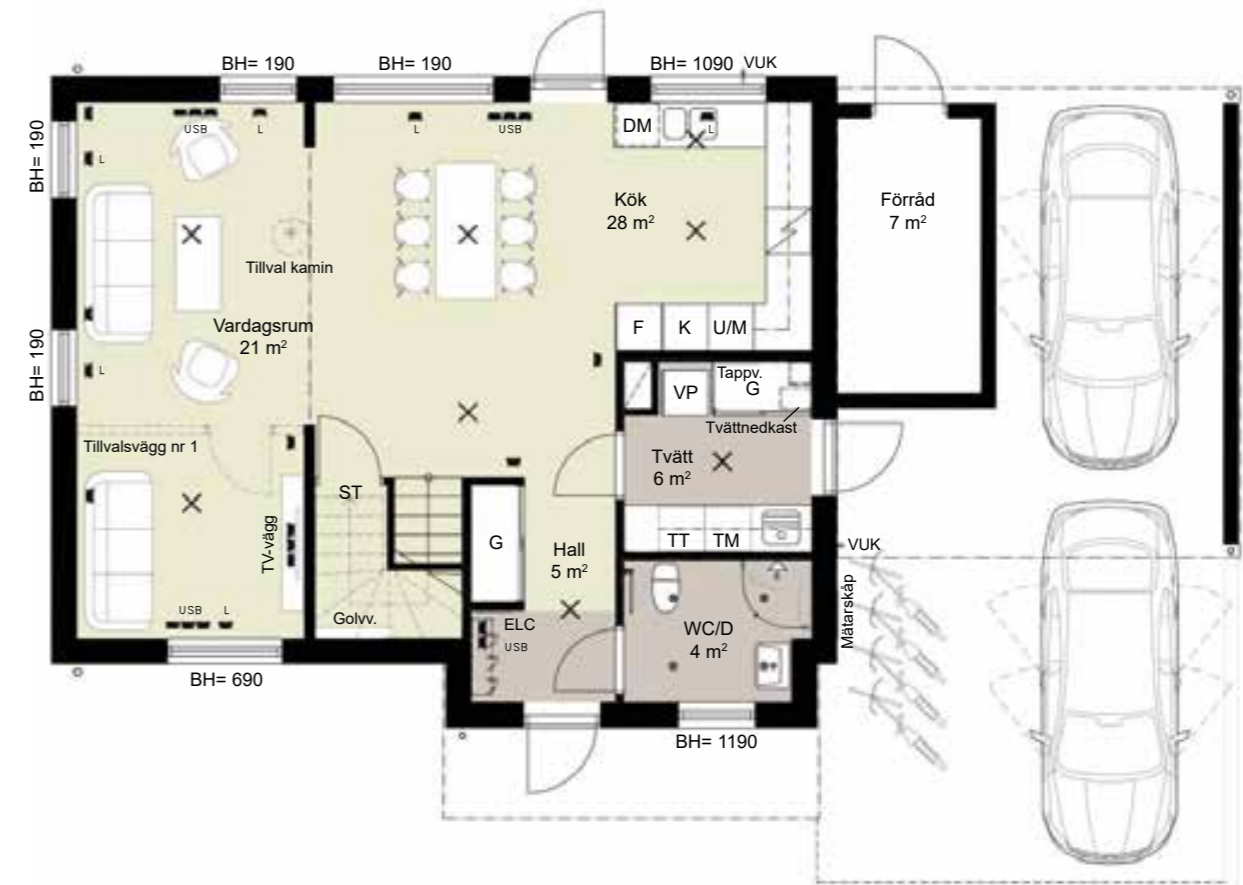 BH= 190
BH= 190
BH= 1090
VUK
USB
L
L
USB
DM
L
BH= 190
L
Kök
28 m²
Förråd
7 m²
Tillval kamin
Vardagsrum
21 m²
F
K
U/M
BH= 190
L
VP
Tappv.
G
Tvättnedkast
Tillvalsvägg nr 1
Tvätt
6 m²
ST
TV-vägg
G
Hall
5 m²
TT
TM
VUK
Mätarskåp
USB
L
Golvv.
ELC
USB
WC/D
4 m²
BH= 690
BH= 1190